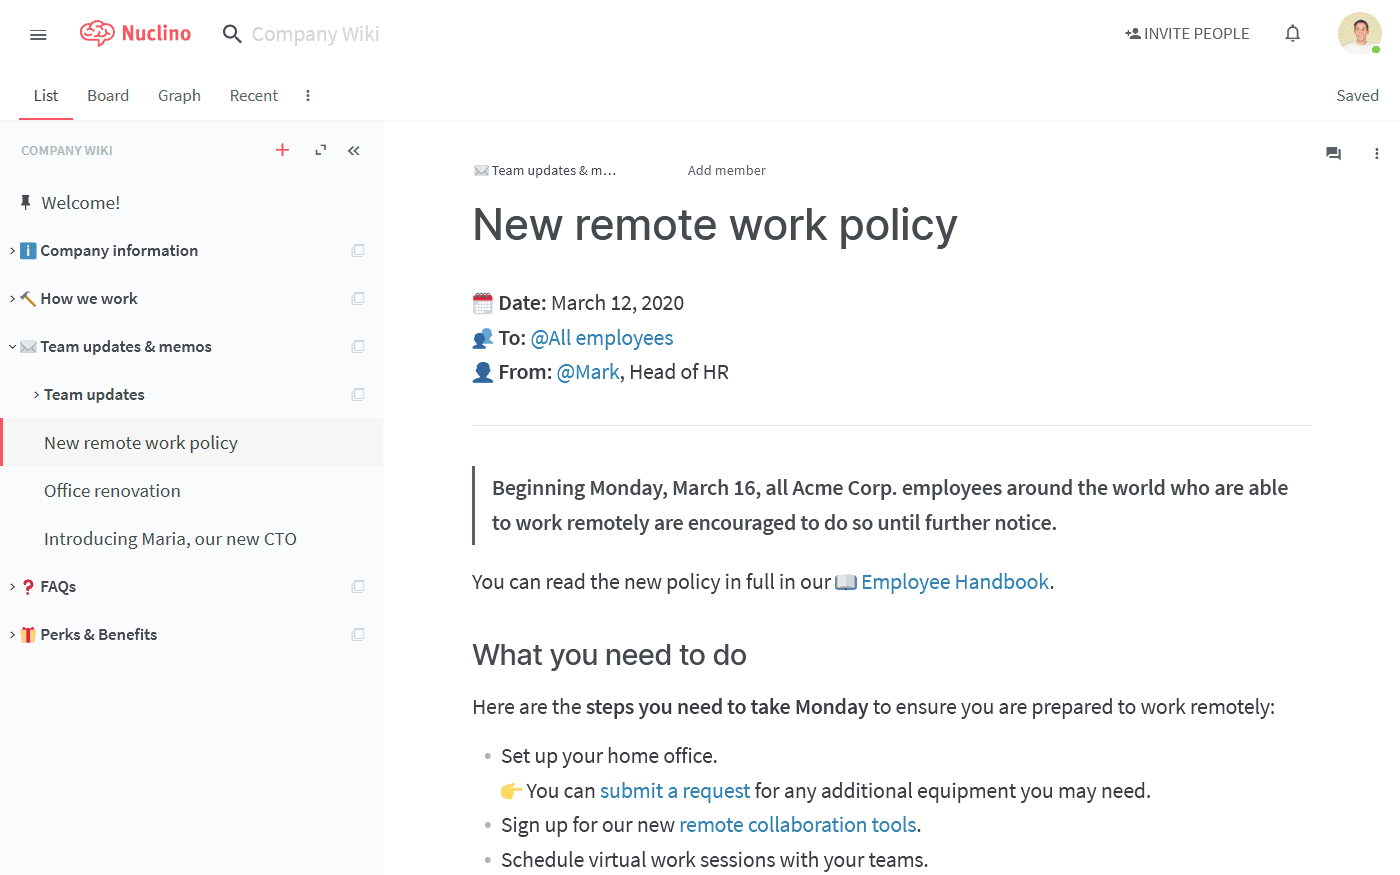 Nuclino
Company Wiki
INVITE PEOPLE
List
Board
Graph
Recent
Saved
COMPANY WIKI
Welcome!
Company information
How we work
Team updates & memos
Team updates
New remote work policy
Office renovation
Introducing Maria, our new CTO
FAQs
Perks & Benefits
Team updates & m…
Add member
New remote work policy
Date: March 12, 2020
To: @All employees
From: @Mark, Head of HR
Beginning Monday, March 16, all Acme Corp. employees around the world who are able
to work remotely are encouraged to do so until further notice.
You can read the new policy in full in our 📖 Employee Handbook.
What you need to do
Here are the steps you need to take Monday to ensure you are prepared to work remotely:
• Set up your home office.
👉 You can submit a request for any additional equipment you may need.
• Sign up for our new remote collaboration tools.
• Schedule virtual work sessions with your teams.